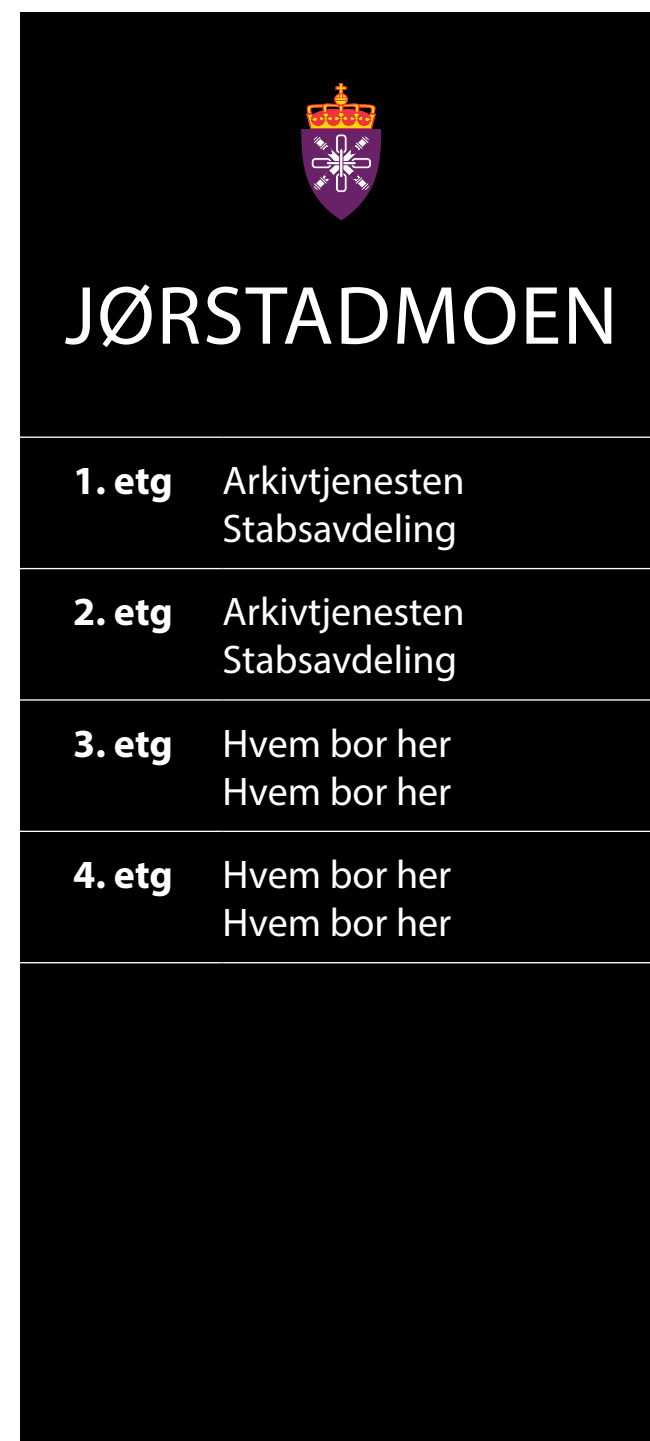 JØRSTADMOEN
1. etg Arkivtjenesten
Stabsavdeling
2. etg Arkivtjenesten
Stabsavdeling
3. etg Hvem bor her
Hvem bor her
4. etg Hvem bor her
Hvem bor her